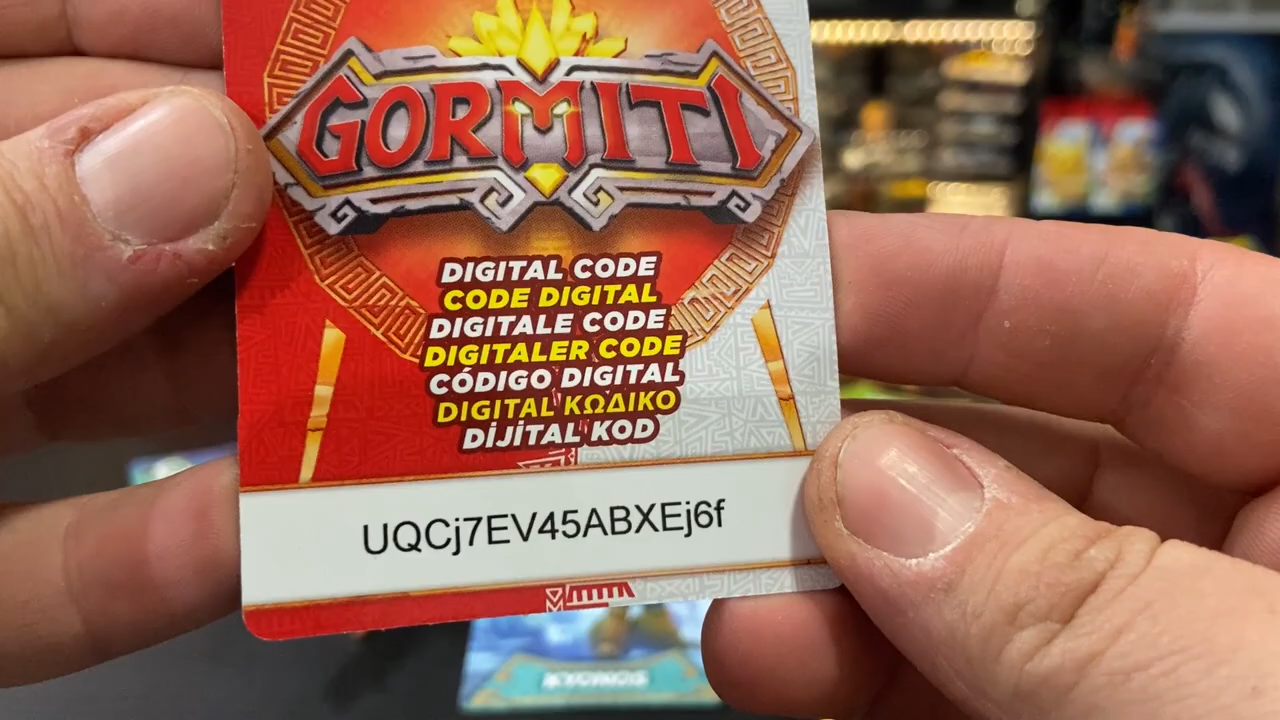 GORMITI
DIGITAL CODE
CODE DIGITAL
DIGITALE CODE
DIGITALER CODE
CÓDIGO DIGITAL
DIGITAL ΚΩΔΙΚΟ
DİJİTAL KOD
UQCj7EV45ABXEj6f